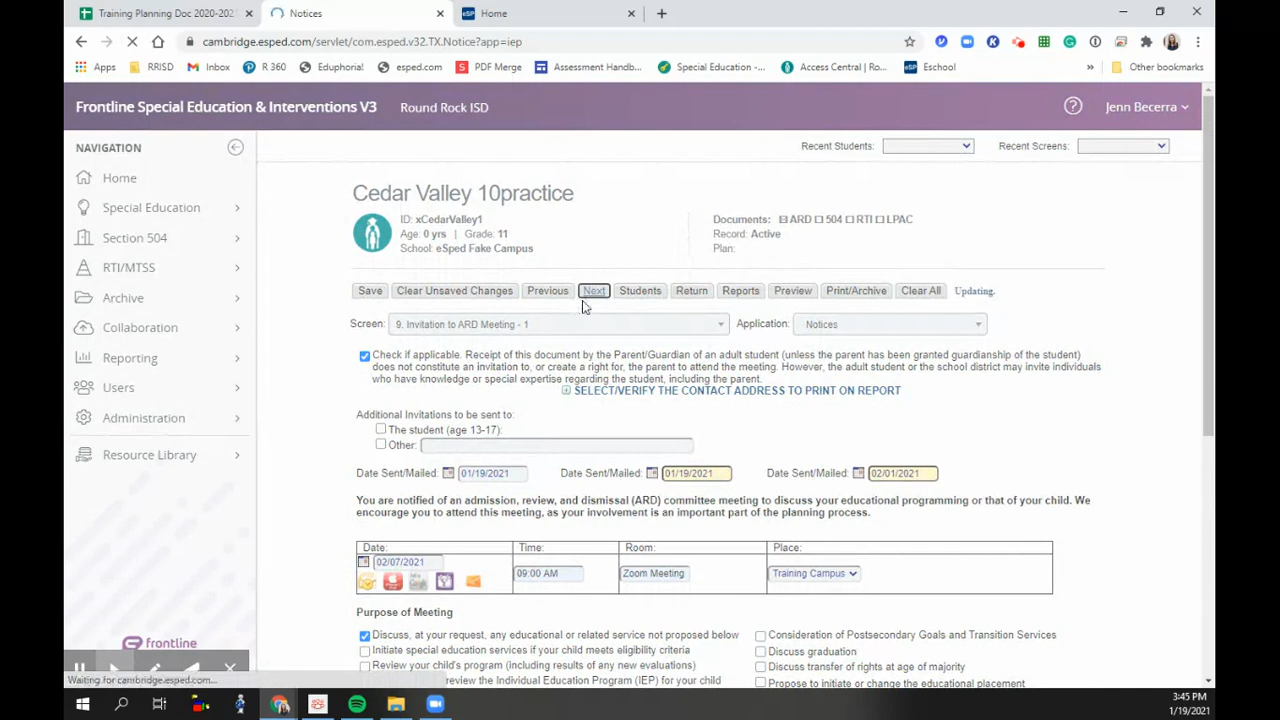 Training Planning Doc 2020-202
Notices
Home
cambridge.esped.com/servlet/com.esped.v32.TX.Notice?app=iep
Apps
RRISD
Inbox
R 360
Eduphoria!
esped.com
PDF Merge
Assessment Handb...
Special Education -...
Access Central | Ro...
Eschool
»
Other bookmarks
Frontline Special Education & Interventions V3
Round Rock ISD
Jenn Becerra
NAVIGATION
Home
Special Education
Section 504
RTI/MTSS
Archive
Collaboration
Reporting
Users
Administration
Resource Library
frontline
Recent Students:
Recent Screens:
Cedar Valley 10practice
ID: xCedarValley1
Age: 0 yrs | Grade: 11
School: eSped Fake Campus
Documents: ARD 504 RTI LPAC
Record: Active
Plan:
Save
Clear Unsaved Changes
Previous
Next
Students
Return
Reports
Preview
Print/Archive
Clear All
Updating.
Screen: 9. Invitation to ARD Meeting - 1
Application: Notices
Check if applicable. Receipt of this document by the Parent/Guardian of an adult student (unless the parent has been granted guardianship of the student)
does not constitute an invitation to, or create a right for, the parent to attend the meeting. However, the adult student or the school district may invite individuals
who have knowledge or special expertise regarding the student, including the parent.
SELECT/VERIFY THE CONTACT ADDRESS TO PRINT ON REPORT
Additional Invitations to be sent to:
The student (age 13-17):
Other:
Date Sent/Mailed: 01/19/2021 Date Sent/Mailed: 01/19/2021 Date Sent/Mailed: 02/01/2021
You are notified of an admission, review, and dismissal (ARD) committee meeting to discuss your educational programming or that of your child. We
encourage you to attend this meeting, as your involvement is an important part of the planning process.
Date: Time: Room: Place:
02/07/2021
09:00 AM Zoom Meeting Training Campus
Purpose of Meeting
Discuss, at your request, any educational or related service not proposed below
Initiate special education services if your child meets eligibility criteria
Review your child's program (including results of any new evaluations)
review the Individual Education Program (IEP) for your child
Consideration of Postsecondary Goals and Transition Services
Discuss graduation
Discuss transfer of rights at age of majority
Propose to initiate or change the educational placement
Waiting for cambridge.esped.com...
3:45 PM
1/19/2021